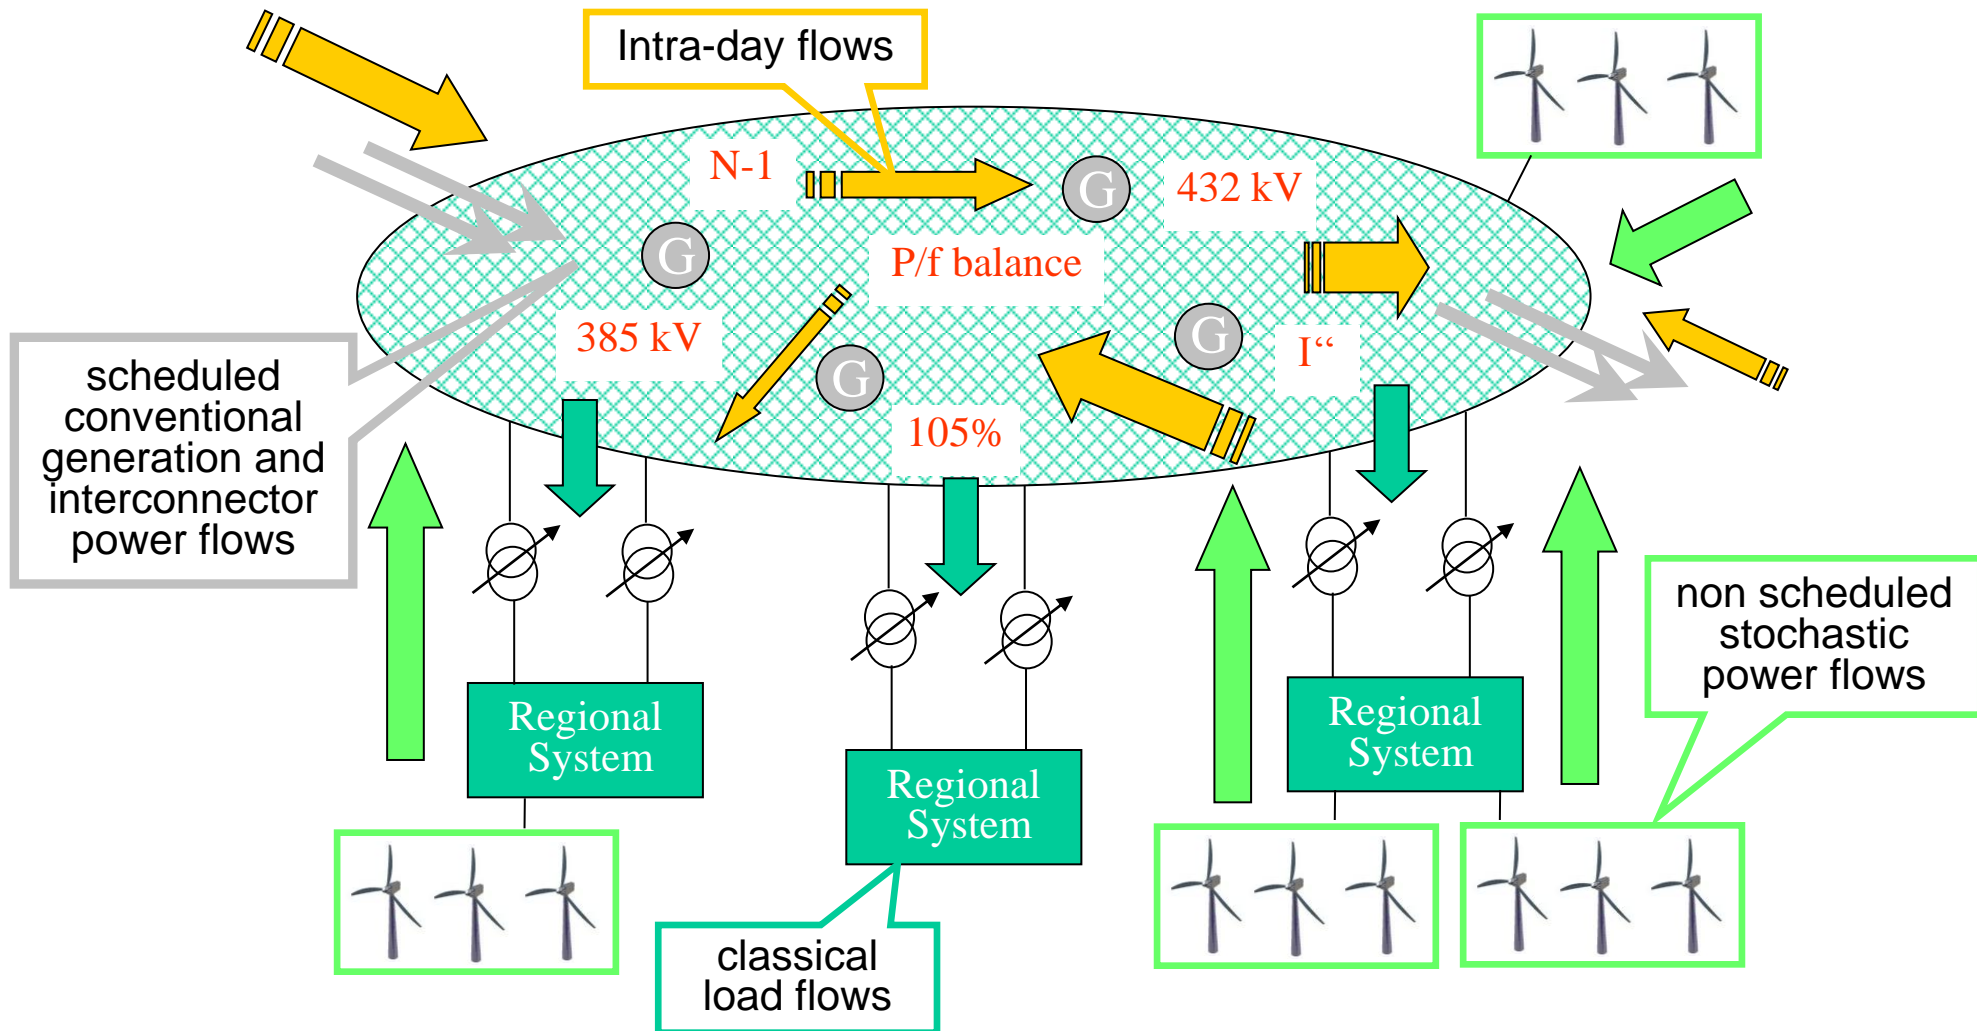 Intra-day flows
N-1
G
432 kV
G
P/f balance
385 kV
G
I“
G
105%
scheduled
conventional
generation and
interconnector
power flows
non scheduled
stochastic
power flows
Regional
System
Regional
System
Regional
System
classical
load flows